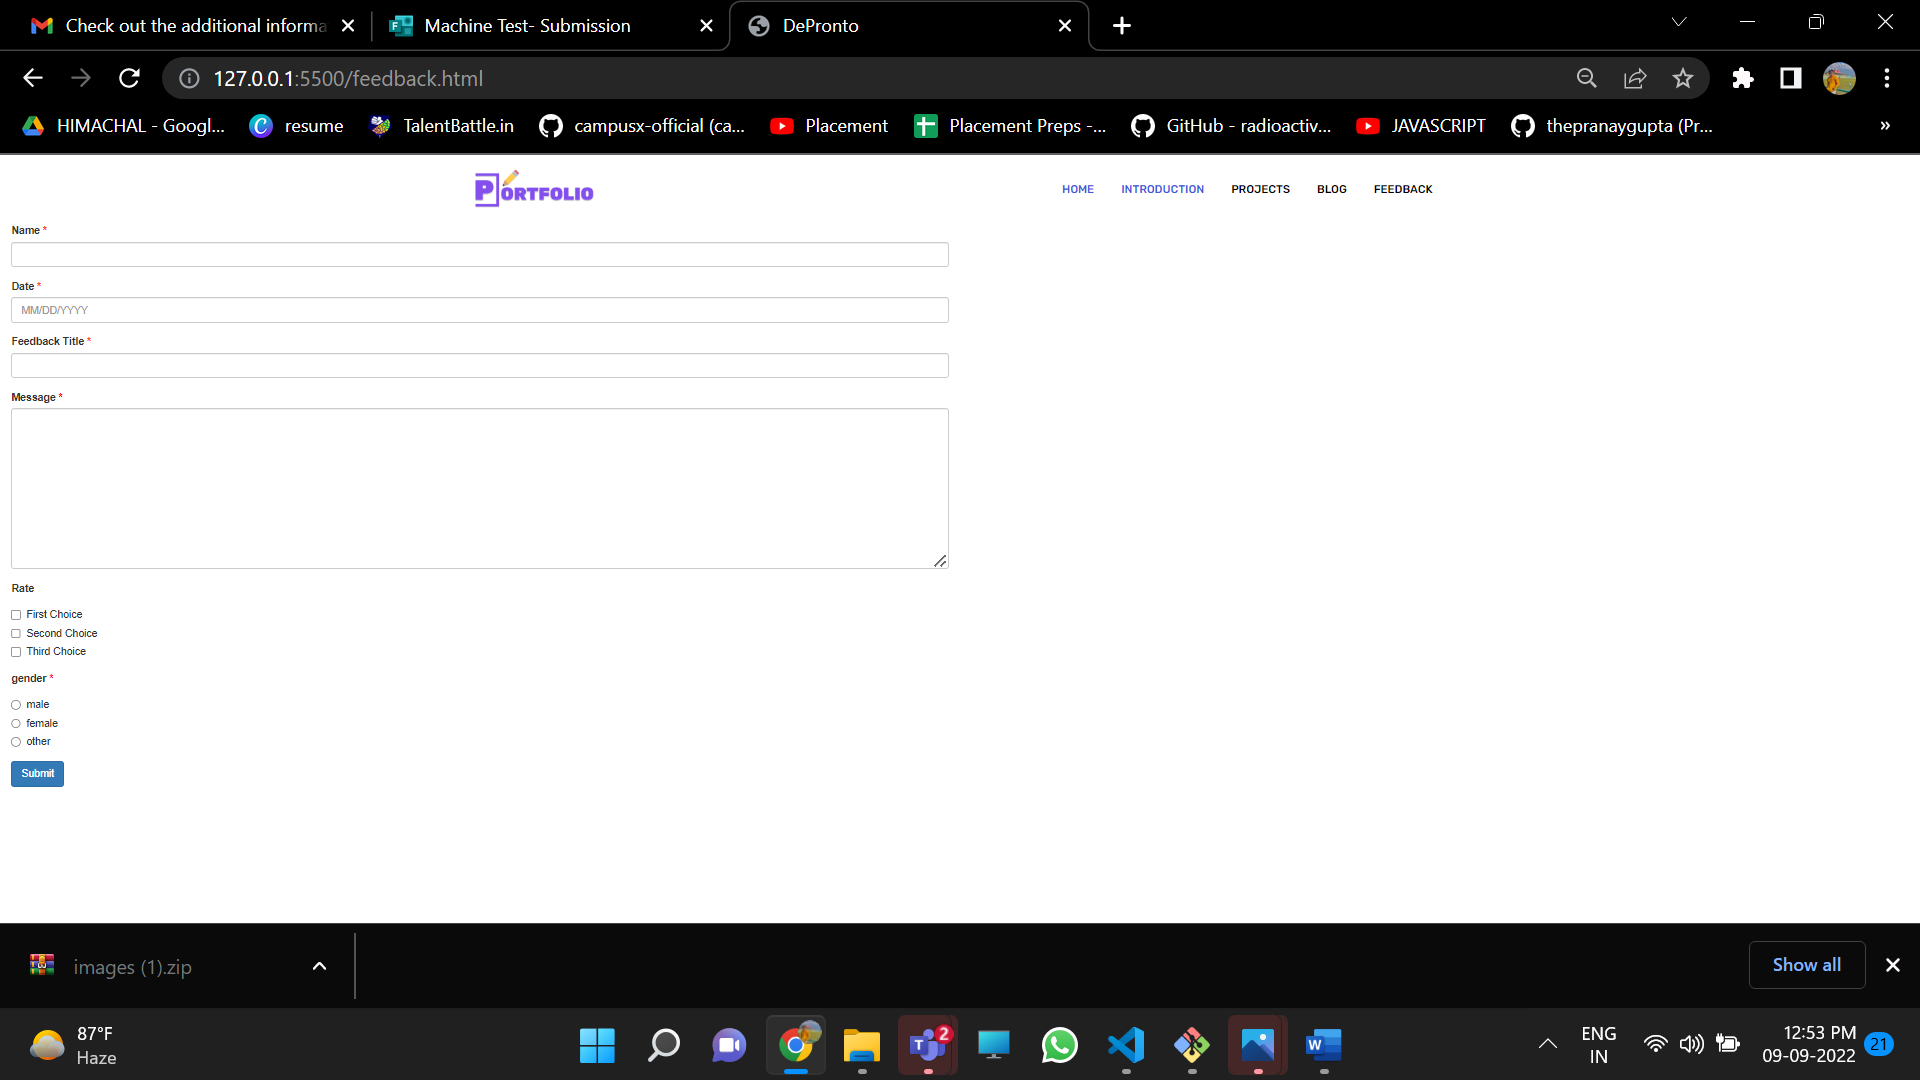 Check out the additional informa
Machine Test- Submission
DePronto
127.0.0.1:5500/feedback.html
HIMACHAL - Googl...
resume
TalentBattle.in
campusx-official (ca...
Placement
Placement Preps -...
GitHub - radioactiv...
JAVASCRIPT
thepranaygupta (Pr...
»
PORTFOLIO
HOME
INTRODUCTION
PROJECTS
BLOG
FEEDBACK
Name *
Date *
MM/DD/YYYY
Feedback Title *
Message *
Rate
First Choice
Second Choice
Third Choice
gender *
male
female
other
Submit
images (1).zip
Show all
87°F
Haze
2
ENG
IN
12:53 PM
09-09-2022
21